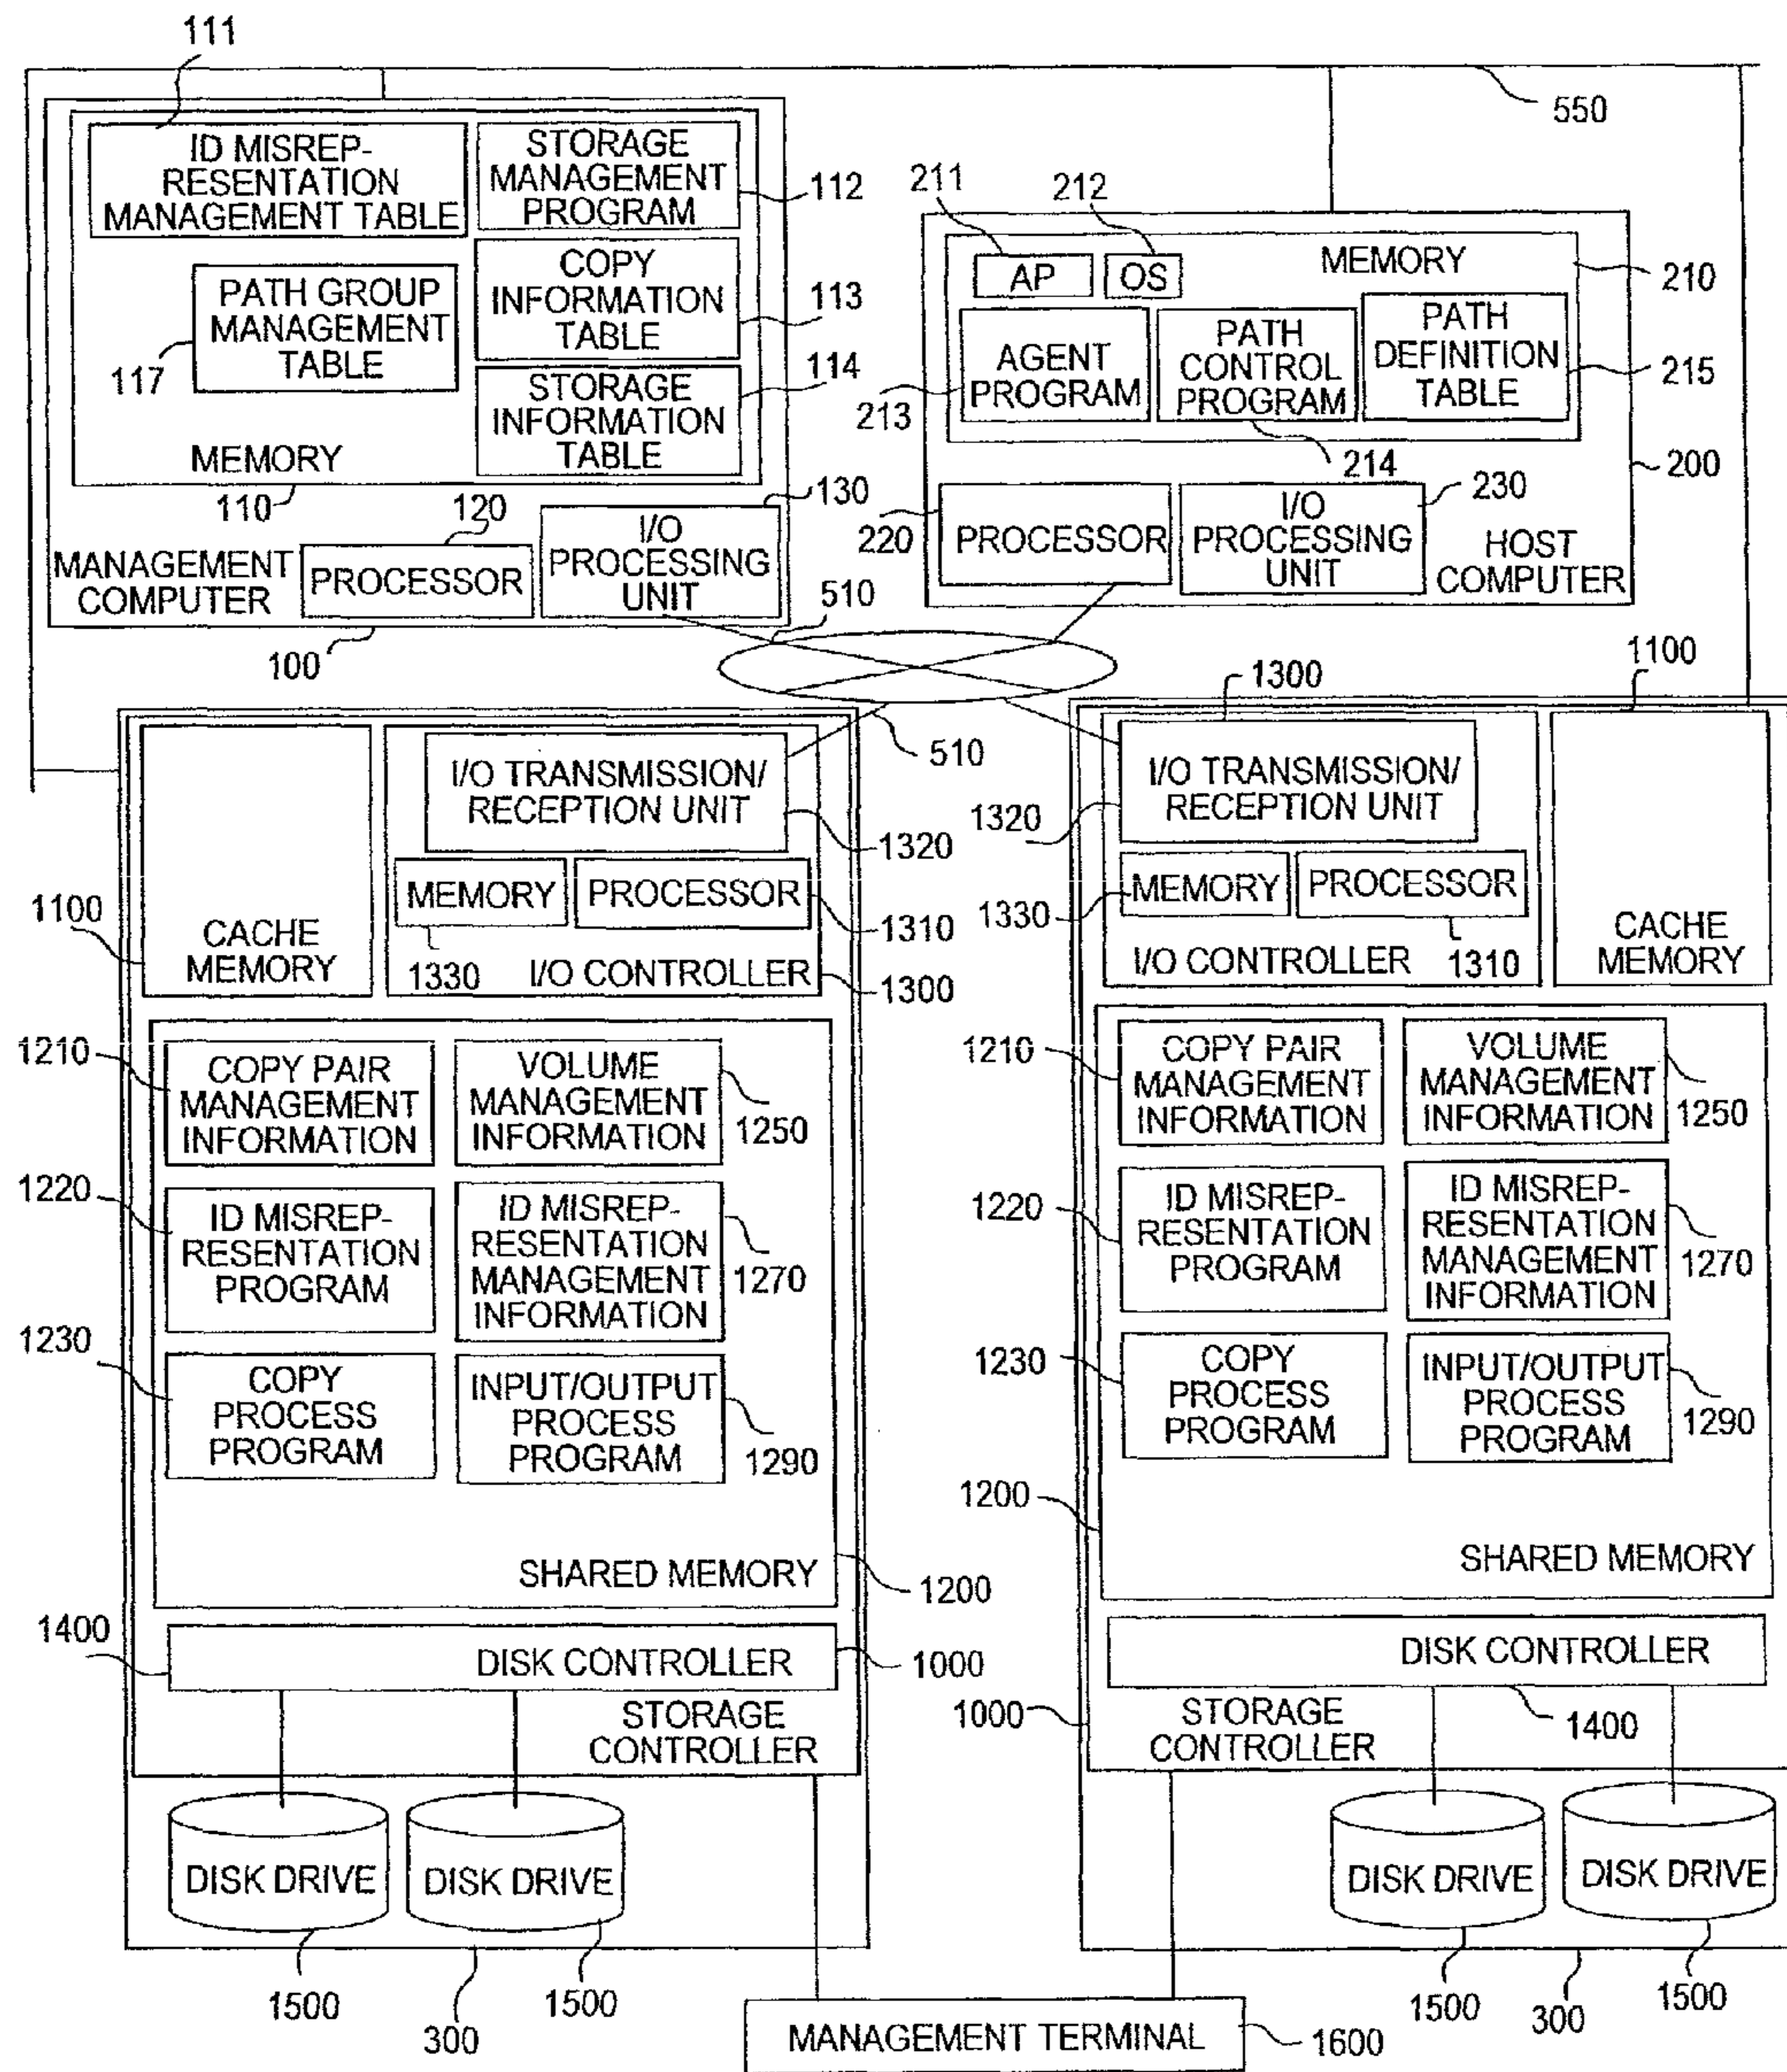 111
550
ID MISREP-
RESENTATION
MANAGEMENT TABLE
STORAGE
MANAGEMENT
PROGRAM
112
COPY
INFORMATION
TABLE
113
PATH GROUP
MANAGEMENT
TABLE
117
STORAGE
INFORMATION
TABLE
114
MEMORY
110
120
130
MANAGEMENT
COMPUTER
PROCESSOR
I/O
PROCESSING
UNIT
100
510
211
212
AP
OS
MEMORY
210
AGENT
PROGRAM
213
PATH
CONTROL
PROGRAM
214
PATH
DEFINITION
TABLE
215
200
220
PROCESSOR
I/O
PROCESSING
UNIT
230
HOST
COMPUTER
510
1100
CACHE
MEMORY
I/O TRANSMISSION/
RECEPTION UNIT
1320
MEMORY
1330
PROCESSOR
1310
I/O CONTROLLER
1300
1210
COPY PAIR
MANAGEMENT
INFORMATION
VOLUME
MANAGEMENT
INFORMATION
1250
1220
ID MISREP-
RESENTATION
PROGRAM
ID MISREP-
RESENTATION
MANAGEMENT
INFORMATION
1270
1230
COPY
PROCESS
PROGRAM
INPUT/OUTPUT
PROCESS
PROGRAM
1290
SHARED MEMORY
1200
1400
DISK CONTROLLER
1000
STORAGE
CONTROLLER
DISK DRIVE
DISK DRIVE
1500
300
1500
1300
1100
I/O TRANSMISSION/
RECEPTION UNIT
1320
MEMORY
1330
PROCESSOR
1310
I/O CONTROLLER
CACHE
MEMORY
1210
COPY PAIR
MANAGEMENT
INFORMATION
VOLUME
MANAGEMENT
INFORMATION
1250
1220
ID MISREP-
RESENTATION
PROGRAM
ID MISREP-
RESENTATION
MANAGEMENT
INFORMATION
1270
1230
COPY
PROCESS
PROGRAM
INPUT/OUTPUT
PROCESS
PROGRAM
1290
1200
SHARED MEMORY
DISK CONTROLLER
1000
STORAGE
CONTROLLER
1400
DISK DRIVE
DISK DRIVE
1500
300
1500
MANAGEMENT TERMINAL
1600